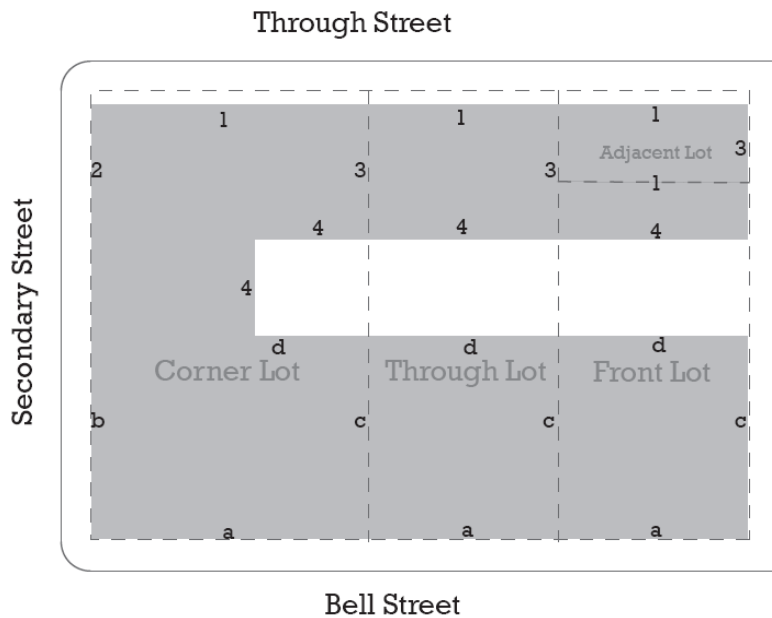 Through Street
1
1
1
Adjacent Lot
3
2
3
3
1
4
4
4
4
Secondary Street
d
d
d
Corner Lot
Through Lot
Front Lot
b
c
c
c
a
a
a
Bell Street